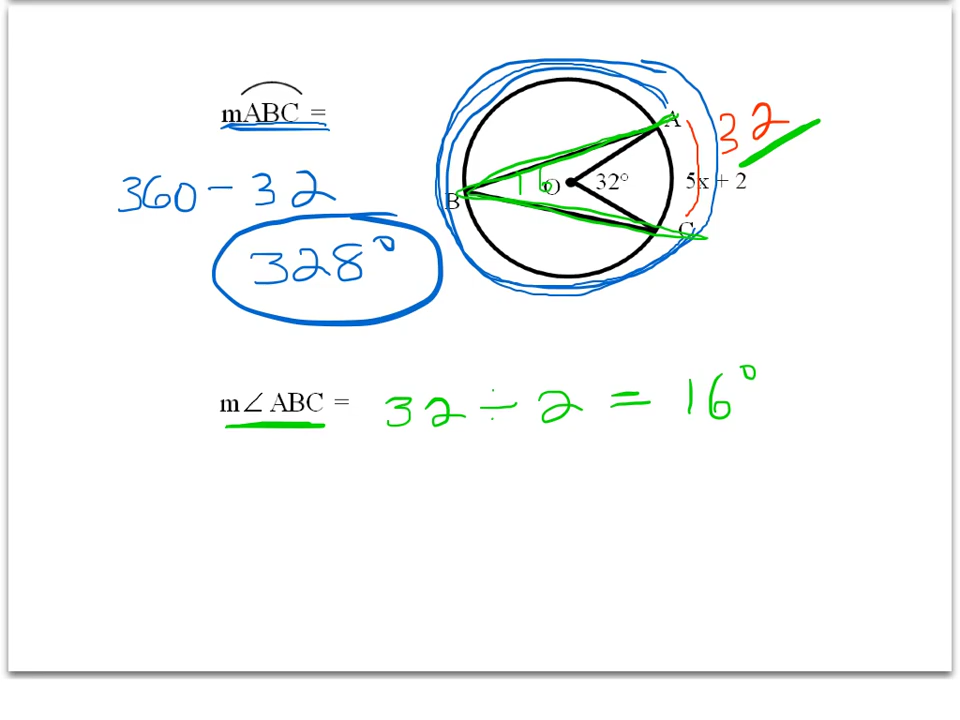 mABC =
360 - 32
328°
A
32
16
O
32°
5x + 2
B
C
m∠ ABC = 32 ÷ 2 = 16°